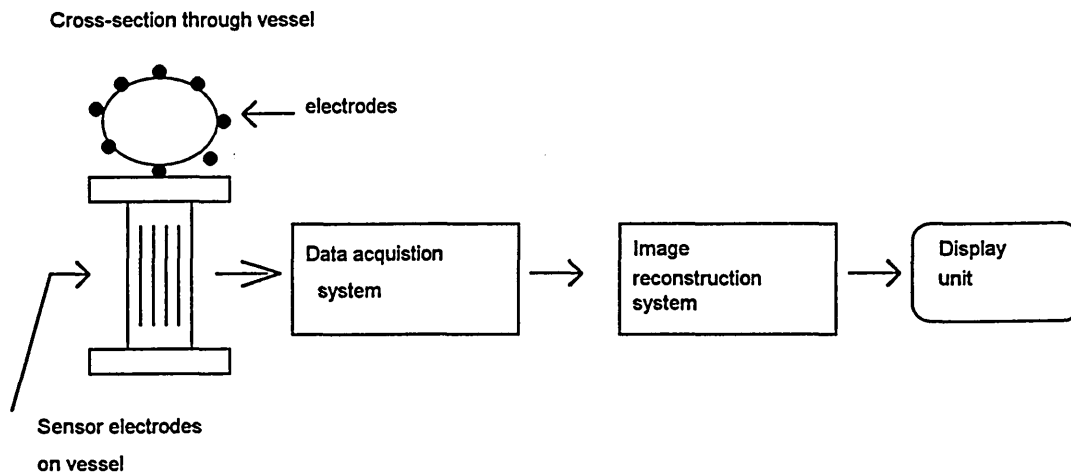 Cross-section through vessel
electrodes
Data acquistion
system
Image
reconstruction
system
Display
unit
Sensor electrodes
on vessel